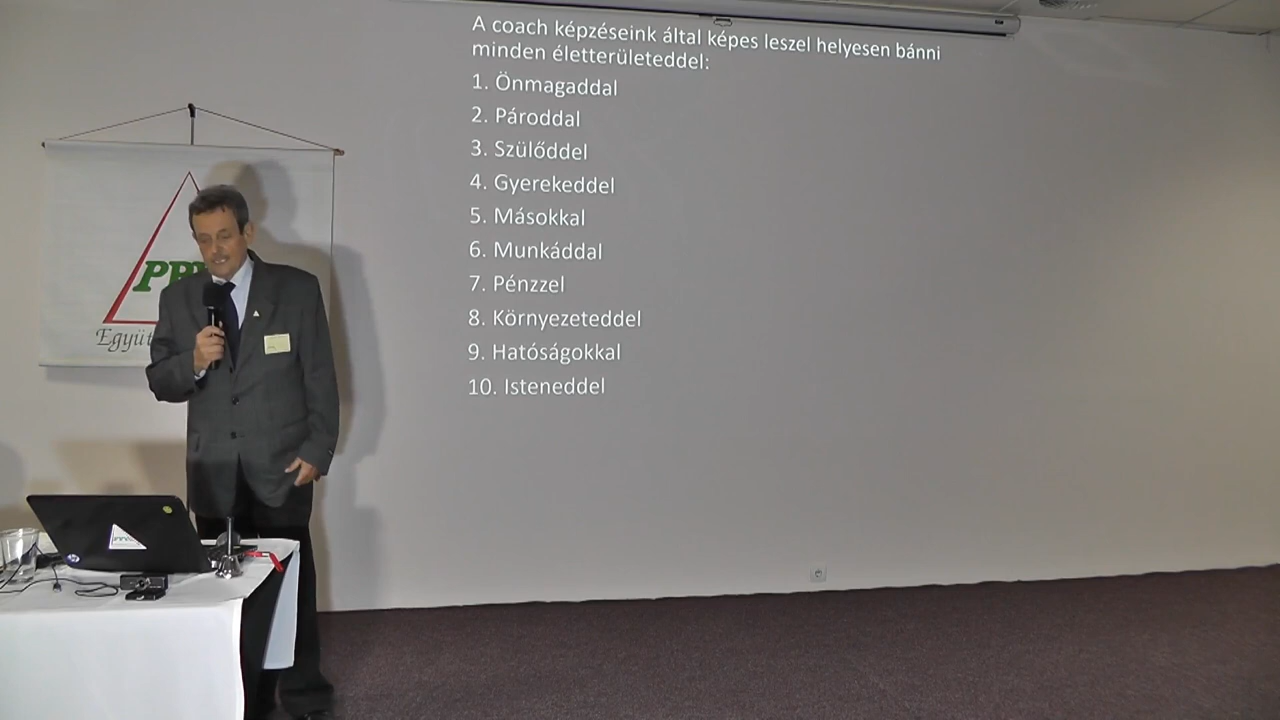 A coach képzéseink által képes leszel helyesen bánni
minden életterületeddel:
1. Önmagaddal
2. Pároddal
3. Szülőddel
4. Gyerekeddel
5. Másokkal
6. Munkáddal
7. Pénzzel
8. Környezeteddel
9. Hatóságokkal
10. Isteneddel